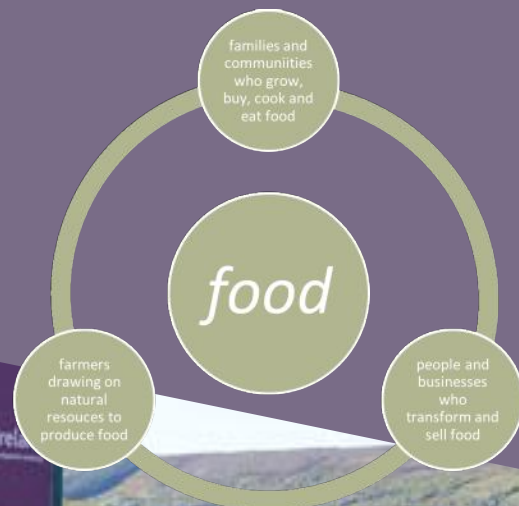 families and
communiities
who grow,
buy, cook and
eat food
food
farmers
drawing on
natural
resouces to
produce food
people and
businesses
who
transform and
sell food